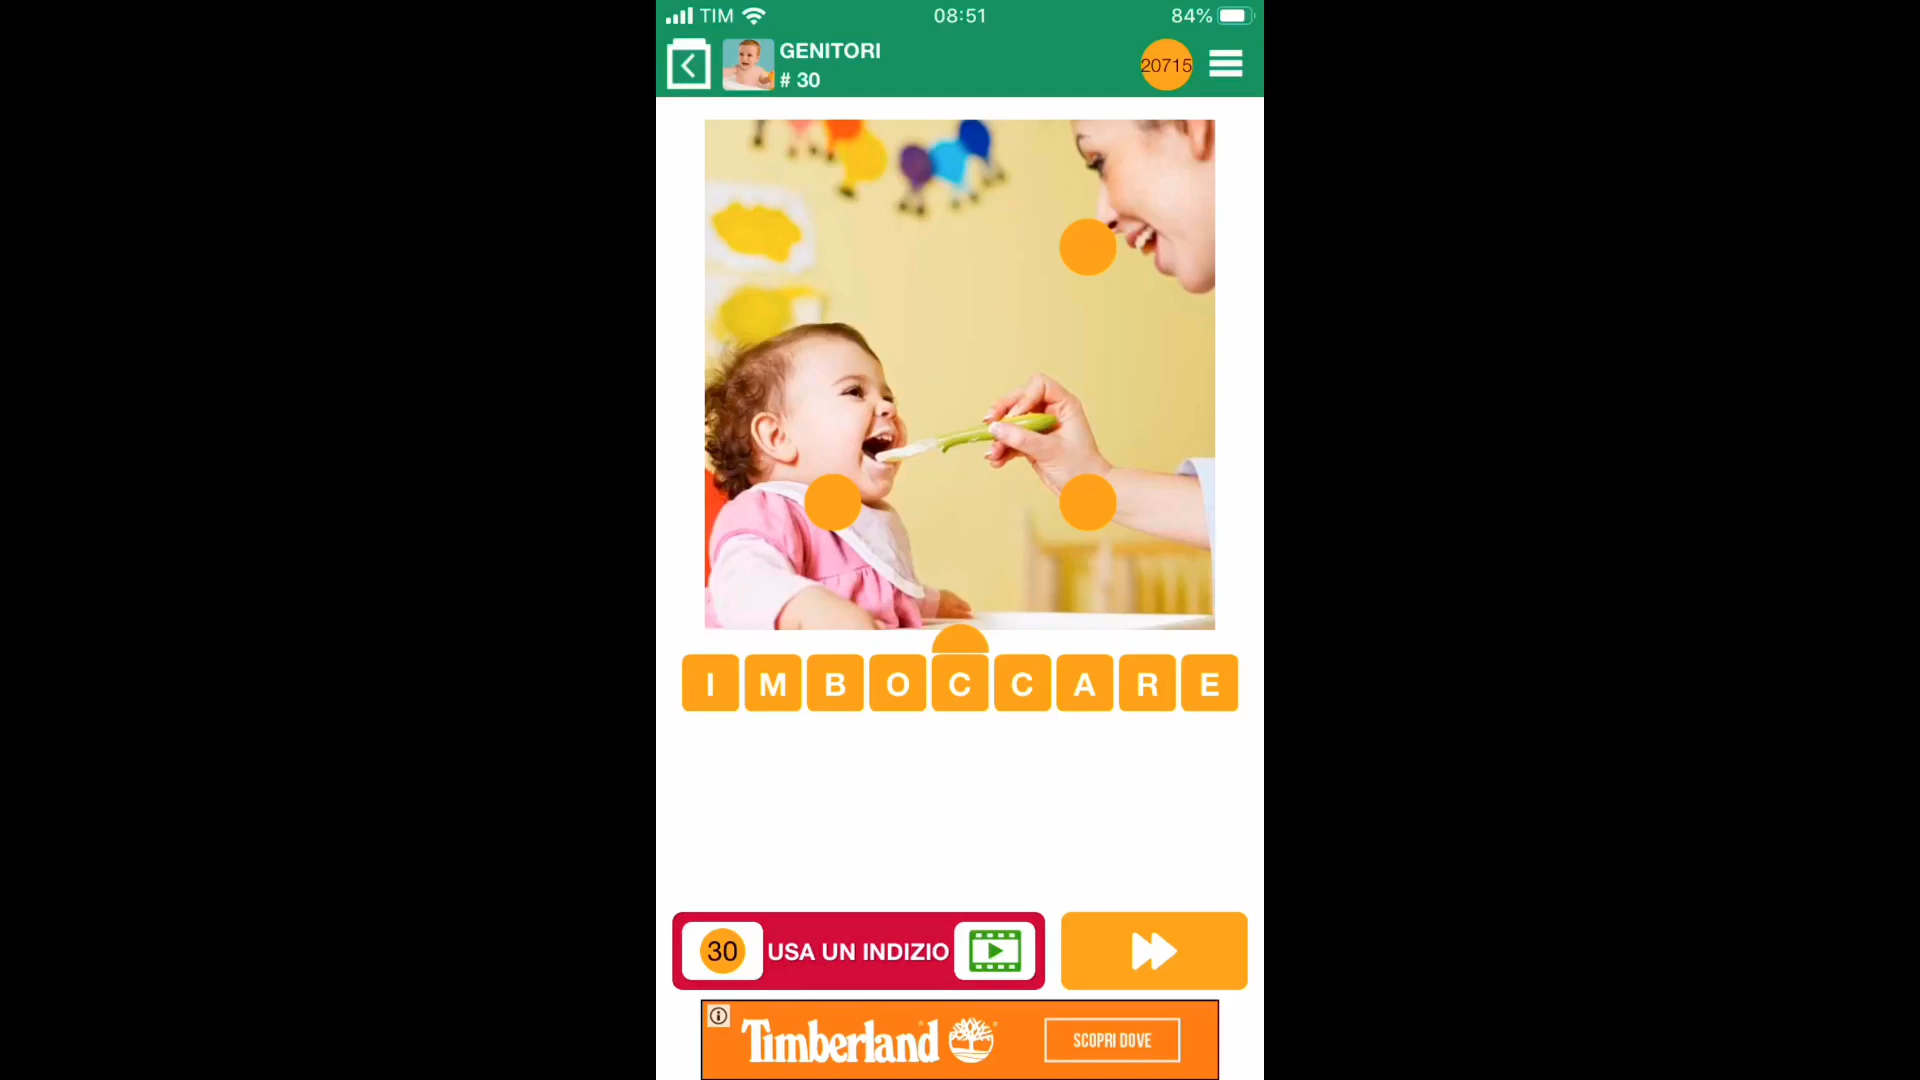 TIM 08:51 84%
GENITORI
# 30
20715
IMBOCCARE
30 USA UN INDIZIO
Timberland SCOPRI DOVE